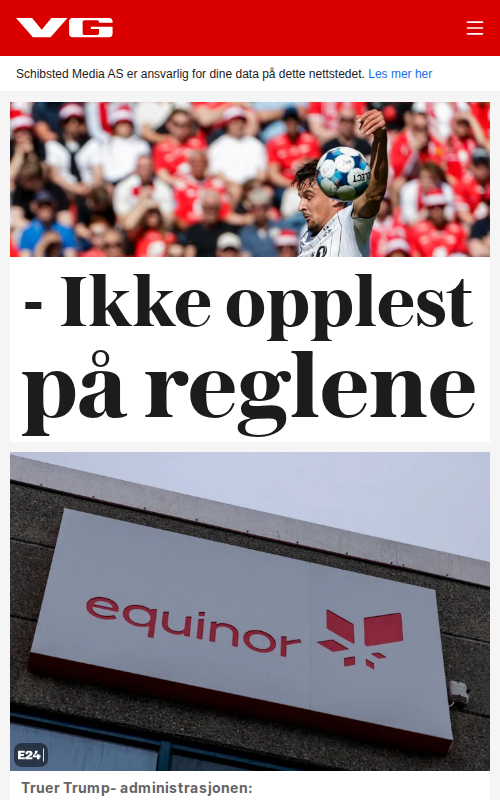 VG
Schibsted Media AS er ansvarlig for dine data på dette nettstedet. Les mer her
SELECT
- Ikke opplest
på reglene
equinor
E24
Truer Trump- administrasjonen: